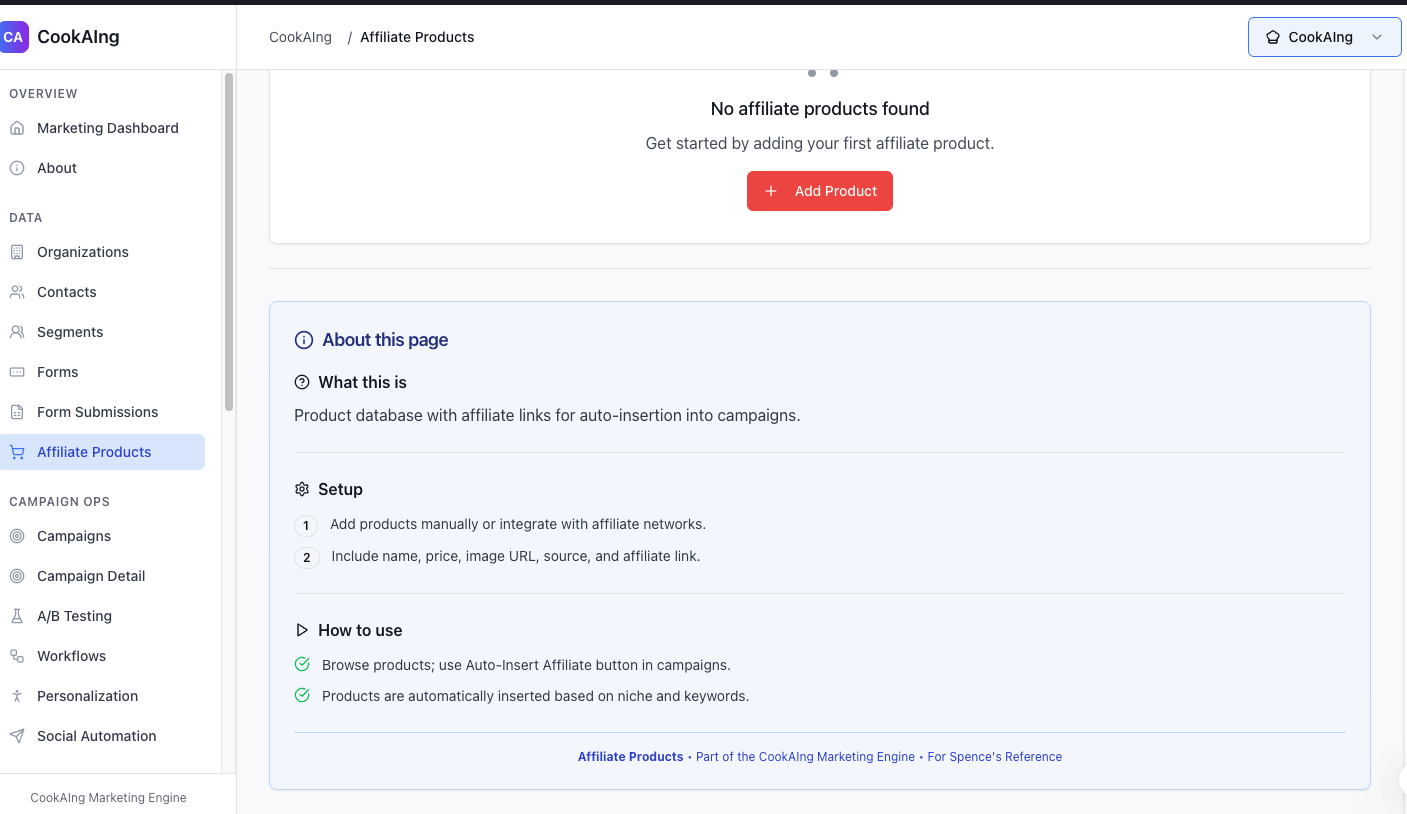 CA CookAIng
CookAIng / Affiliate Products
CookAIng
OVERVIEW
Marketing Dashboard
About
DATA
Organizations
Contacts
Segments
Forms
Form Submissions
Affiliate Products
CAMPAIGN OPS
Campaigns
Campaign Detail
A/B Testing
Workflows
Personalization
Social Automation
CookAIng Marketing Engine
No affiliate products found
Get started by adding your first affiliate product.
+ Add Product
About this page
What this is
Product database with affiliate links for auto-insertion into campaigns.
Setup
1 Add products manually or integrate with affiliate networks.
2 Include name, price, image URL, source, and affiliate link.
How to use
Browse products; use Auto-Insert Affiliate button in campaigns.
Products are automatically inserted based on niche and keywords.
Affiliate Products • Part of the CookAIng Marketing Engine • For Spence's Reference